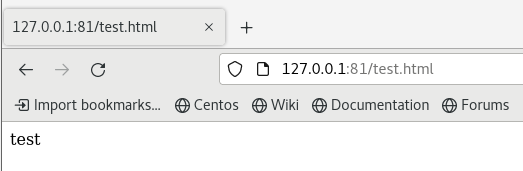 127.0.0.1:81/test.html
127.0.0.1:81/test.html
Import bookmarks... Centos Wiki Documentation Forums
test